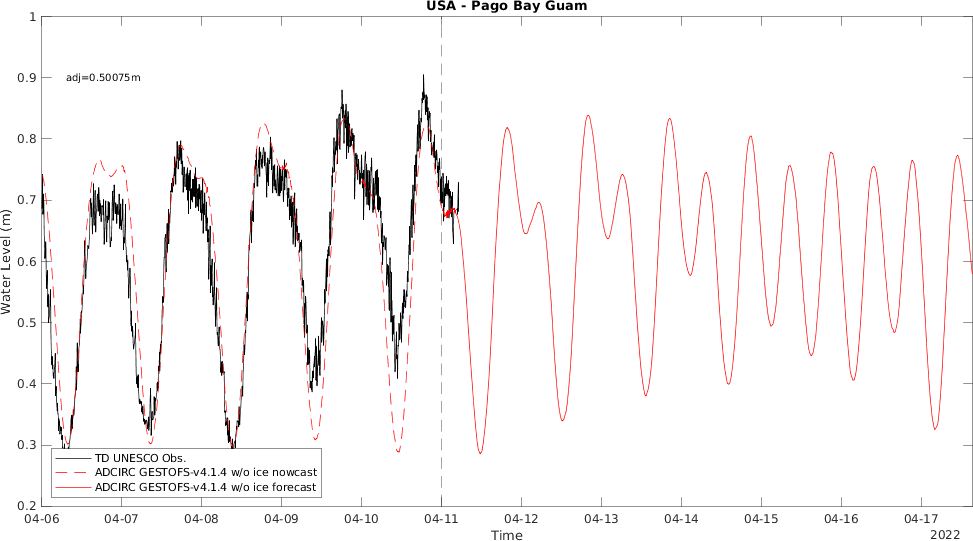 USA - Pago Bay Guam
adj=0.50075m
Water Level (m)
1
0.9
0.8
0.7
0.6
0.5
0.4
0.3
0.2
TD UNESCO Obs.
ADCIRC GESTOFS-v4.1.4 w/o ice nowcast
ADCIRC GESTOFS-v4.1.4 w/o ice forecast
04-06 04-07 04-08 04-09 04-10 04-11 04-12 04-13 04-14 04-15 04-16 04-17
Time
2022